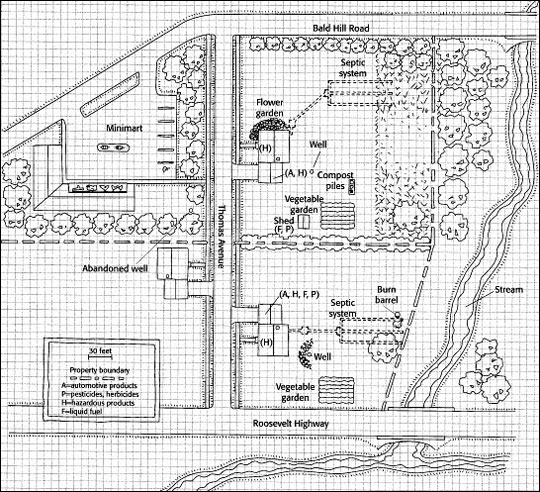 Bald Hill Road
Septic
system
Flower
garden
Minimart
(H)
Well
(A, H)
Compost
piles
Vegetable
garden
Shed
(F, P)
Thomas Avenue
Abandoned well
(A, H, F, P)
Septic
system
Burn
barrel
Stream
(H)
Well
Vegetable
garden
30 feet
Property boundary
A=automotive products
P=pesticides, herbicides
H=hazardous products
F=liquid fuel
Roosevelt Highway